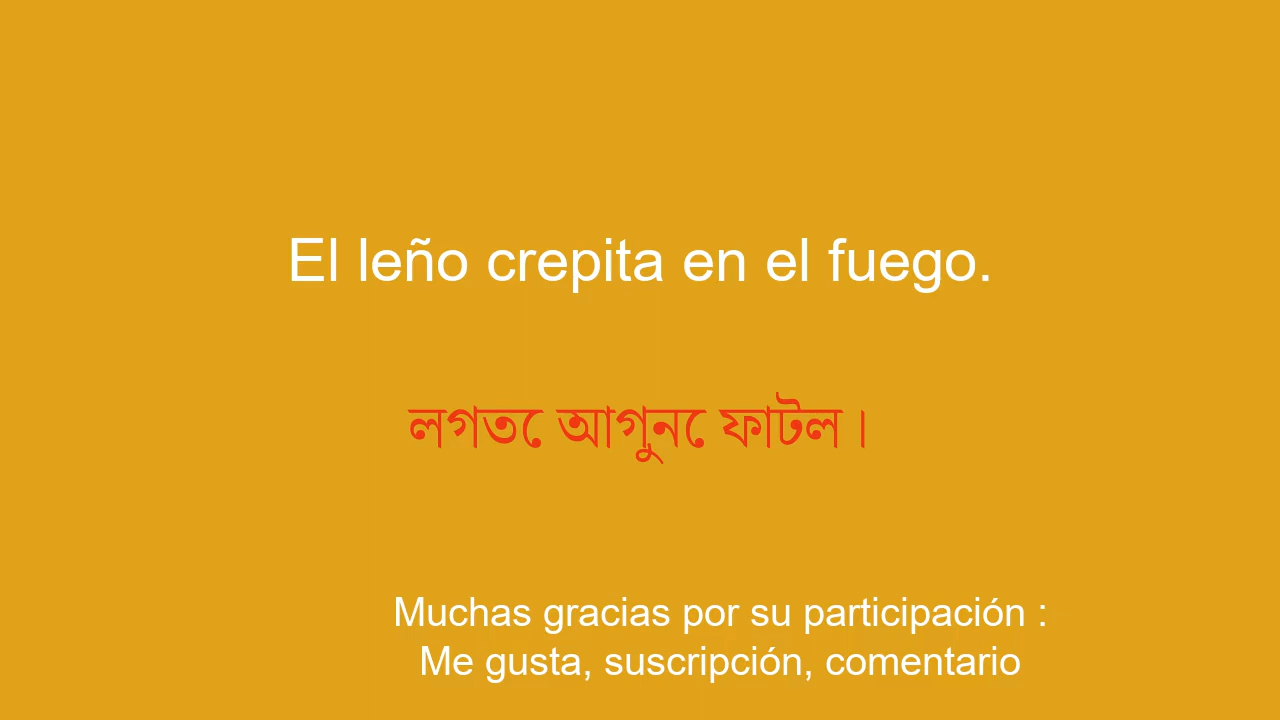 El leño crepita en el fuego.
লগতে আগুনে ফাটল।
Muchas gracias por su participación :
Me gusta, suscripción, comentario